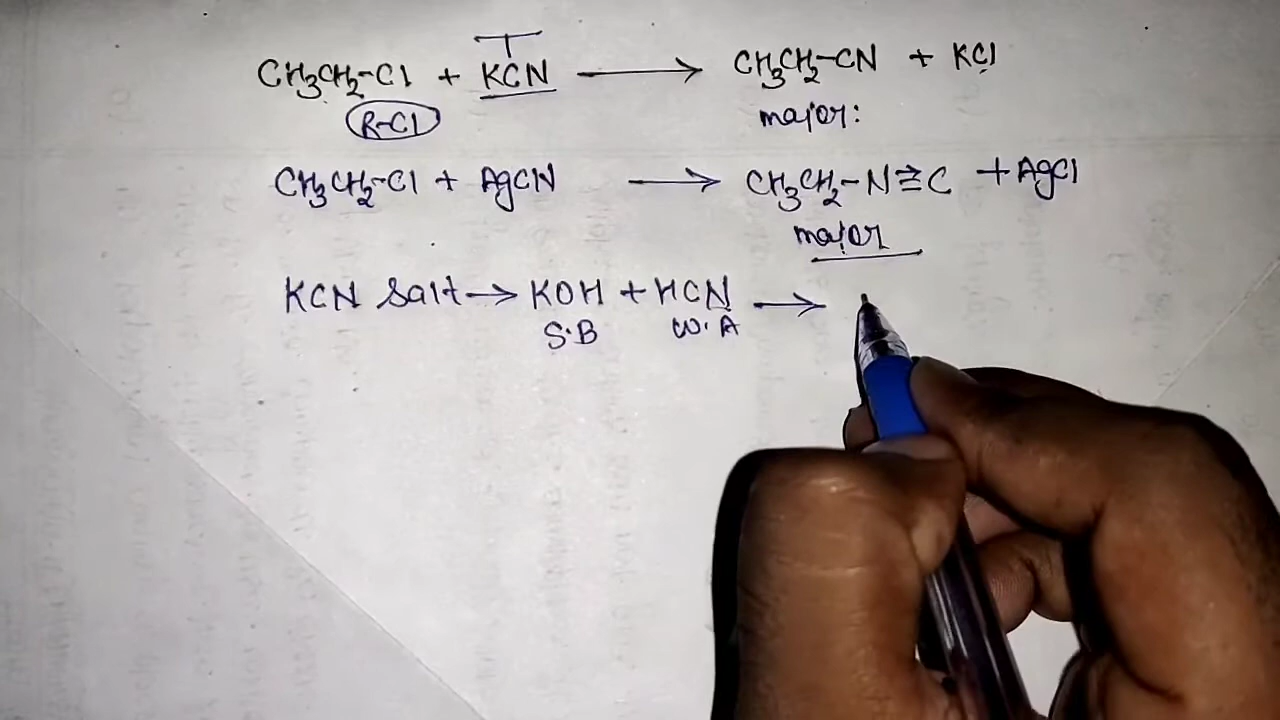 CH₃CH₂-Cl + KCN ⟶ CH₃CH₂-CN + KCl
R-Cl major:
CH₃CH₂-Cl + AgCN ⟶ CH₃CH₂-N≡C + AgCl
major
KCN Salt → KOH + HCN ⟶
S.B W.A